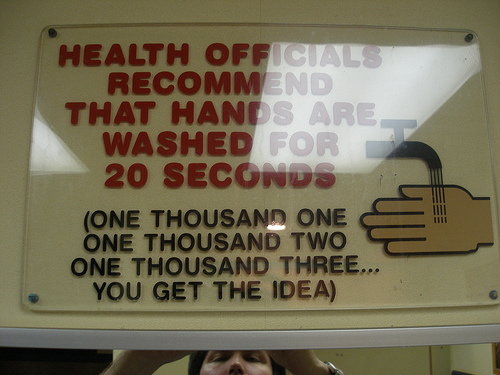 HEALTH OFFICIALS
RECOMMEND
THAT HANDS ARE
WASHED FOR
20 SECONDS
(ONE THOUSAND ONE
ONE THOUSAND TWO
ONE THOUSAND THREE...
YOU GET THE IDEA)